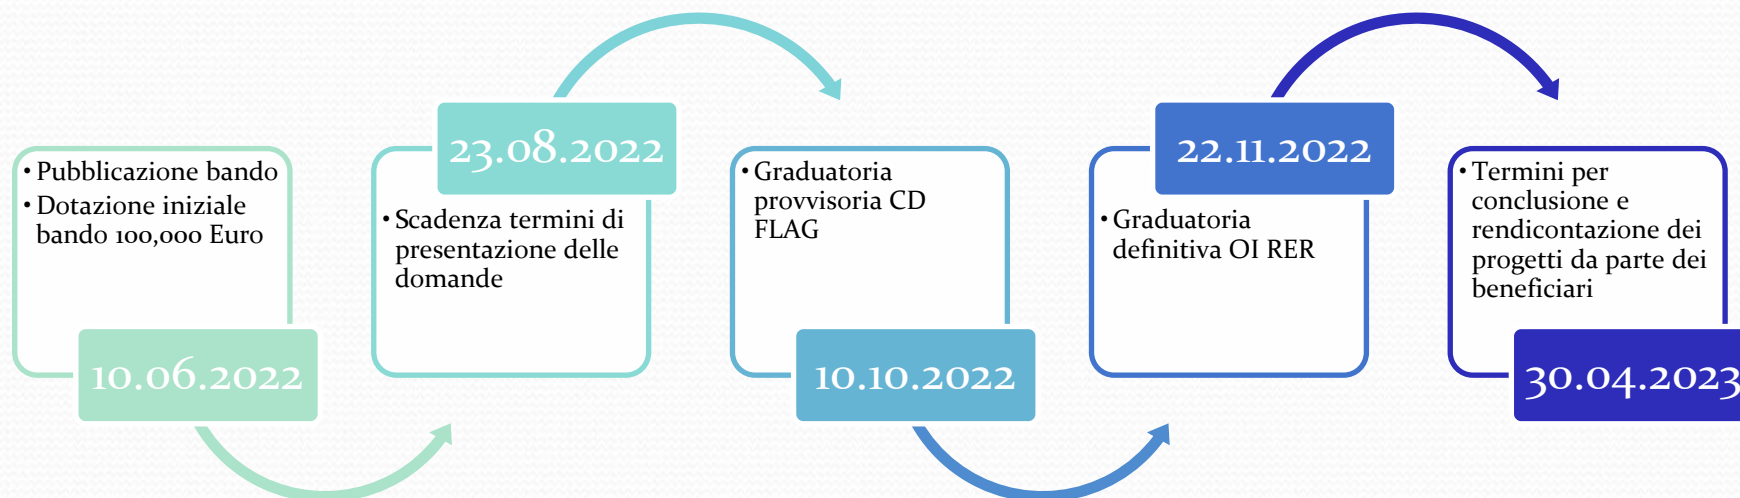 • Pubblicazione bando
• Dotazione iniziale
bando 100,000 Euro
10.06.2022
23.08.2022
• Scadenza termini di
presentazione delle
domande
• Graduatoria
provvisoria CD
FLAG
10.10.2022
22.11.2022
• Graduatoria
definitiva OI RER
• Termini per
conclusione e
rendicontazione dei
progetti da parte dei
beneficiari
30.04.2023